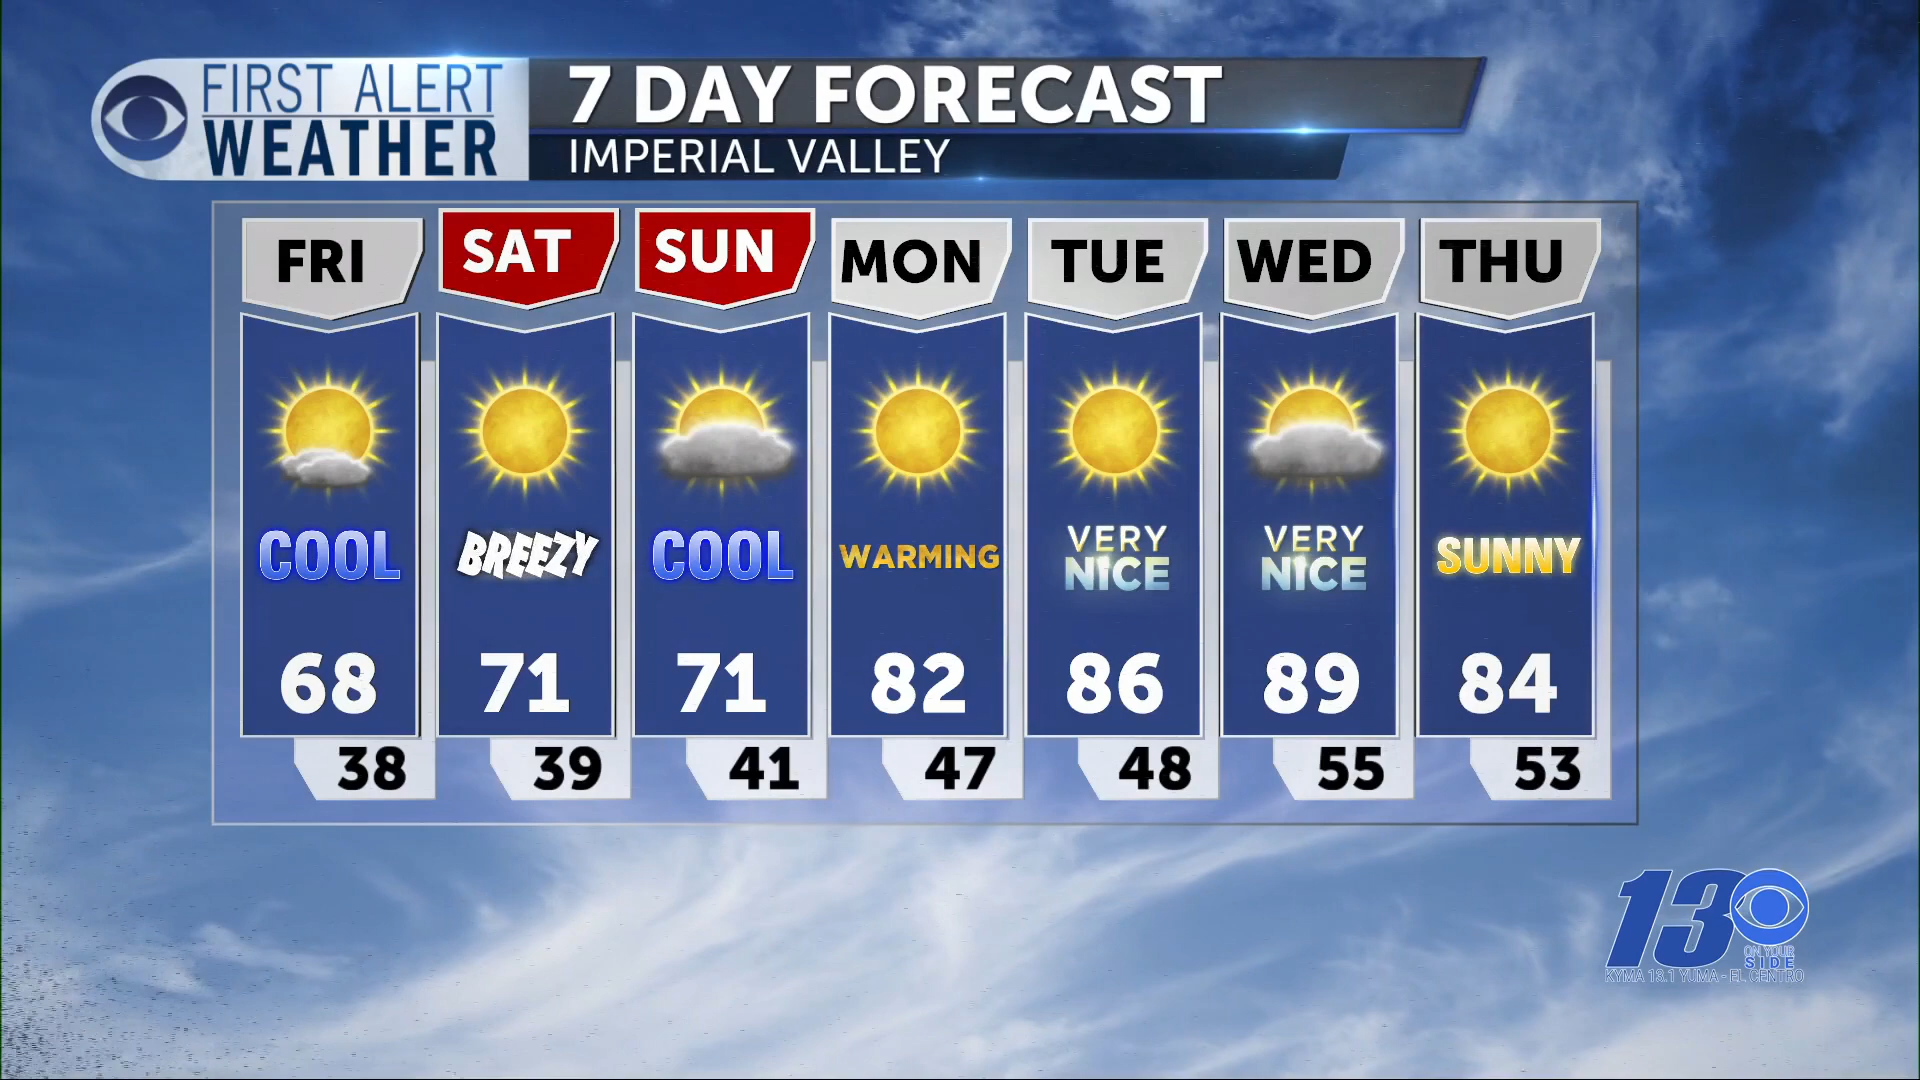 FIRST ALERT
WEATHER
7 DAY FORECAST
IMPERIAL VALLEY
FRI SAT SUN MON TUE WED THU
COOL BREEZY COOL WARMING VERY NICE VERY NICE SUNNY
68 71 71 82 86 89 84
38 39 41 47 48 55 53
13
ON YOUR
SIDE
KYMA 13.1 YUMA - EL CENTRO